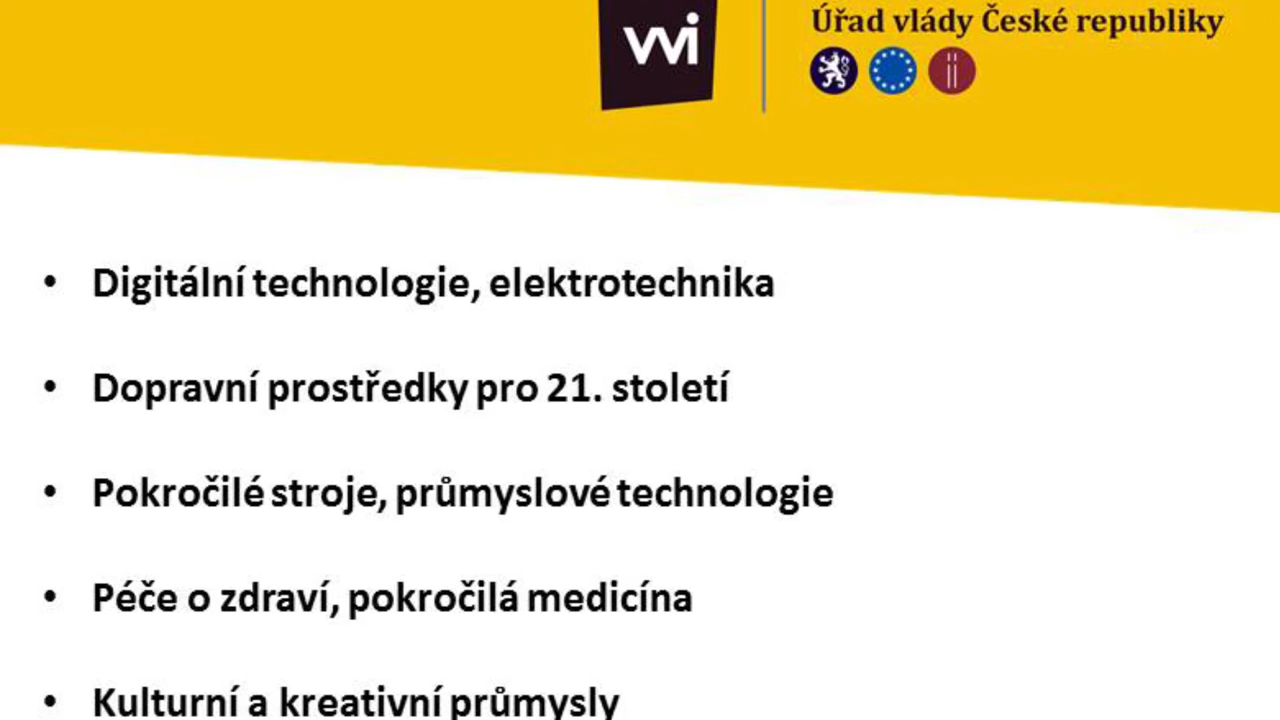 vvi
Úřad vlády České republiky
• Digitální technologie, elektrotechnika
• Dopravní prostředky pro 21. století
• Pokročilé stroje, průmyslové technologie
• Péče o zdraví, pokročilá medicína
• Kulturní a kreativní průmysly